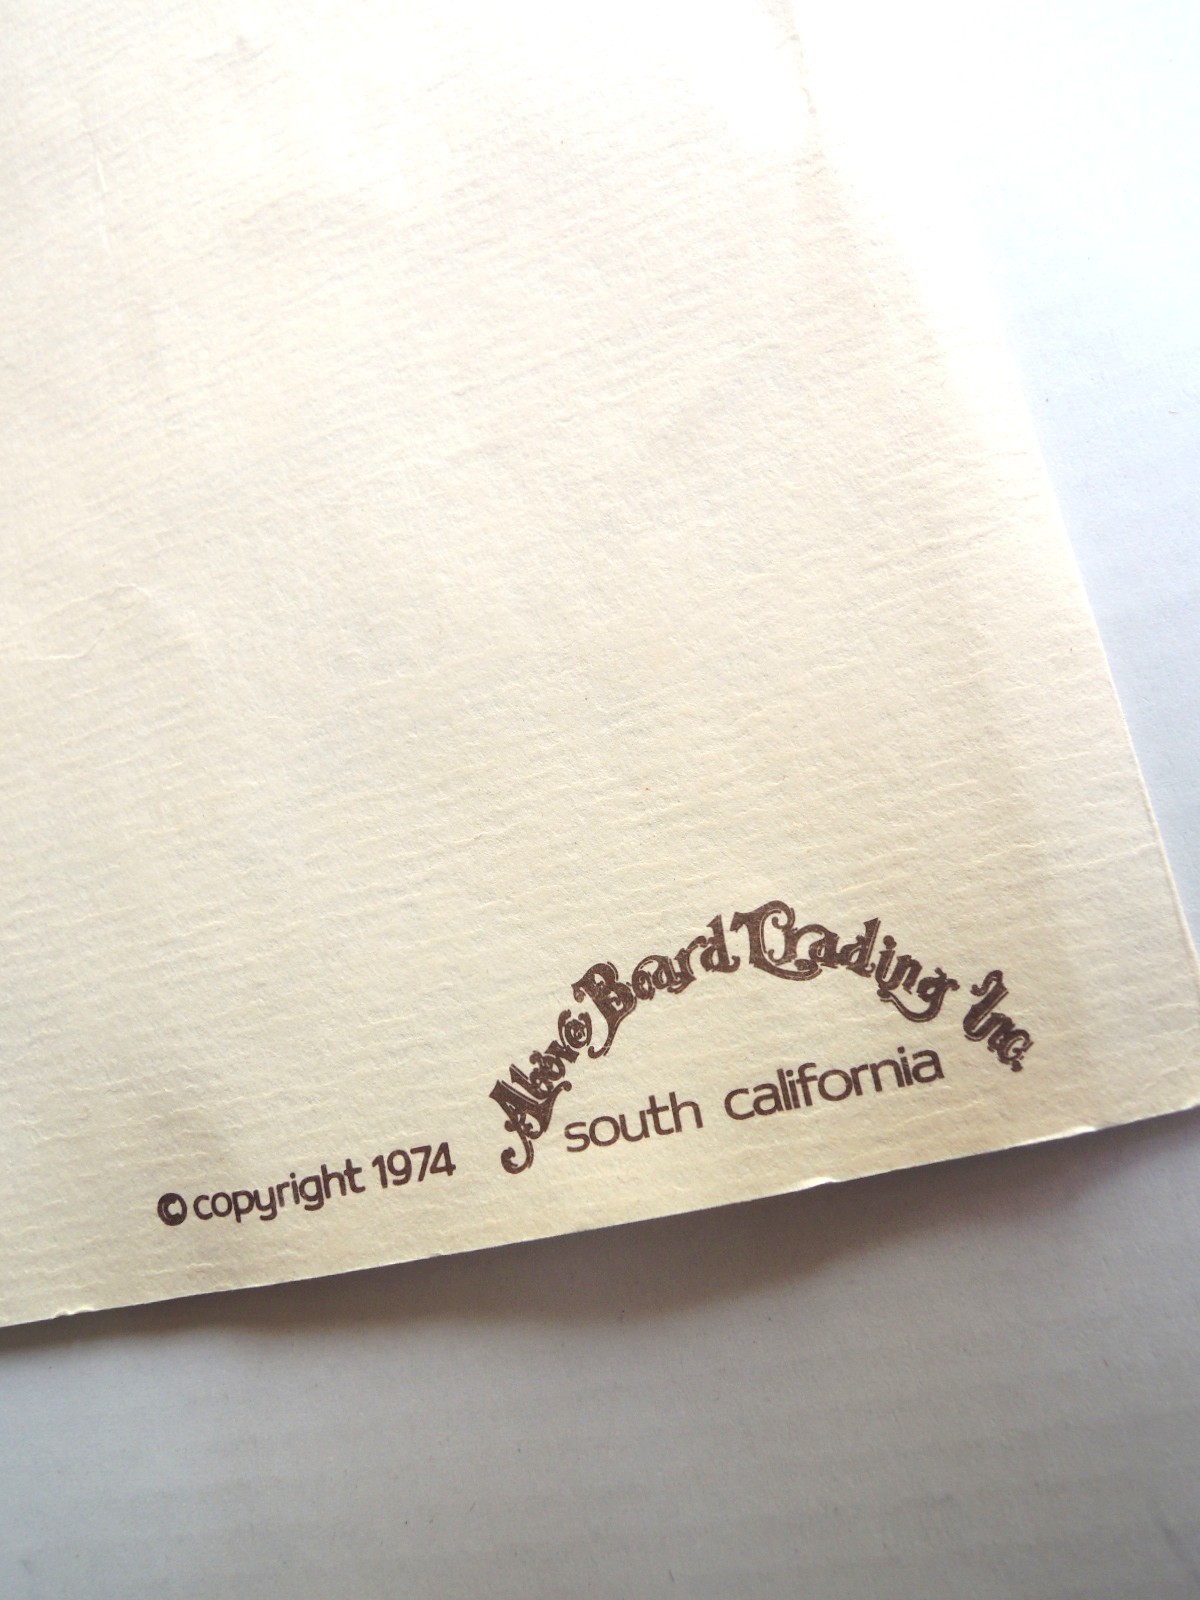 © copyright 1974
Above Board Trading Inc.
south california